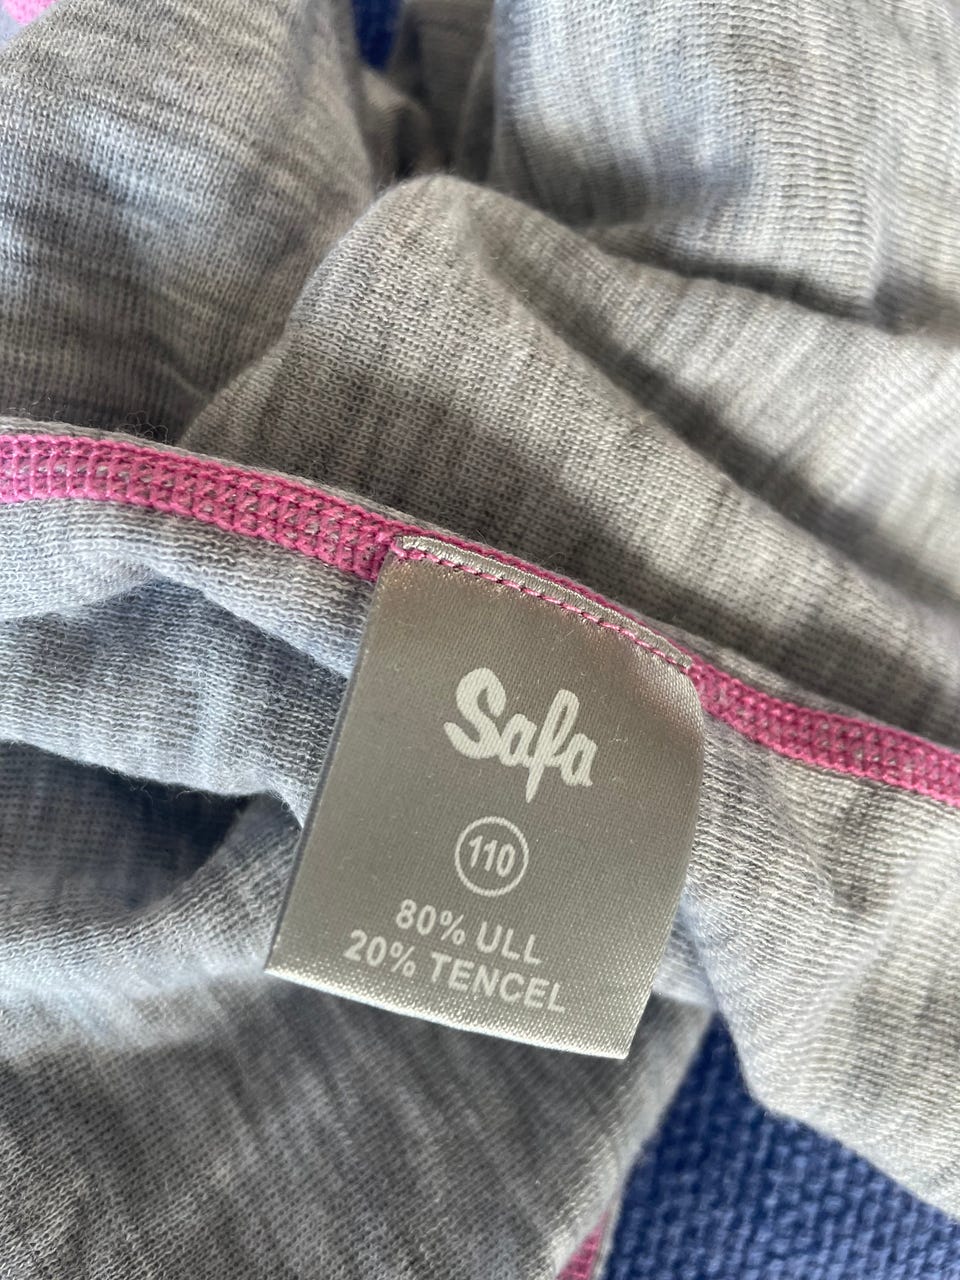 Safa
110
80% ULL
20% TENCEL